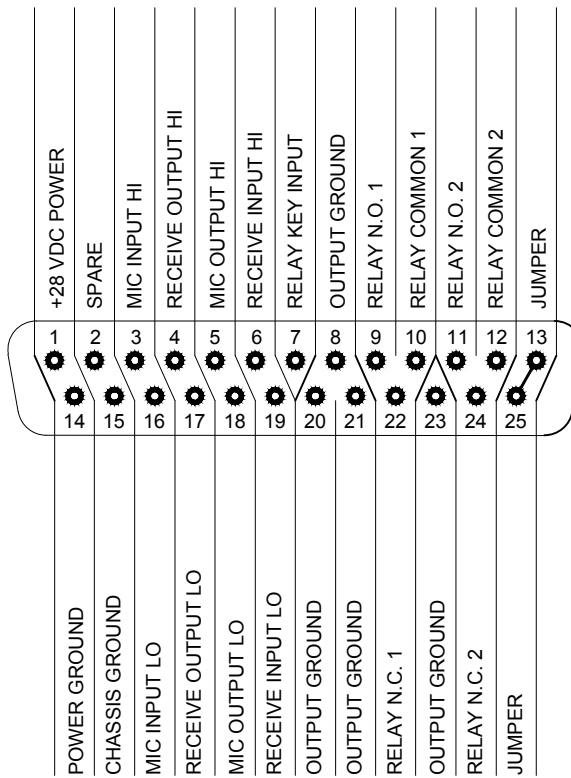 +28 VDC POWER
SPARE
MIC INPUT HI
RECEIVE OUTPUT HI
MIC OUTPUT HI
RECEIVE INPUT HI
RELAY KEY INPUT
OUTPUT GROUND
RELAY N.O. 1
RELAY COMMON 1
RELAY N.O. 2
RELAY COMMON 2
JUMPER
1 2 3 4 5 6 7 8 9 10 11 12 13
14 15 16 17 18 19 20 21 22 23 24 25
POWER GROUND
CHASSIS GROUND
MIC INPUT LO
RECEIVE OUTPUT LO
MIC OUTPUT LO
RECEIVE INPUT LO
OUTPUT GROUND
OUTPUT GROUND
RELAY N.C. 1
OUTPUT GROUND
RELAY N.C. 2
JUMPER